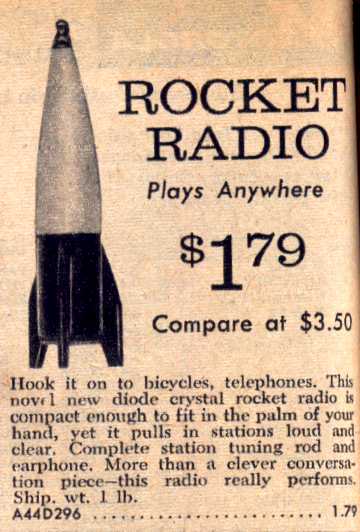 ROCKET
RADIO
Plays Anywhere
$179
Compare at $3.50
Hook it on to bicycles, telephones. This
novel new diode crystal rocket radio is
compact enough to fit in the palm of your
hand, yet it pulls in stations loud and
clear. Complete station tuning rod and
earphone. More than a clever conversa-
tion piece—this radio really performs.
Ship. wt. 1 lb.
A44D296 ........................ 1.79